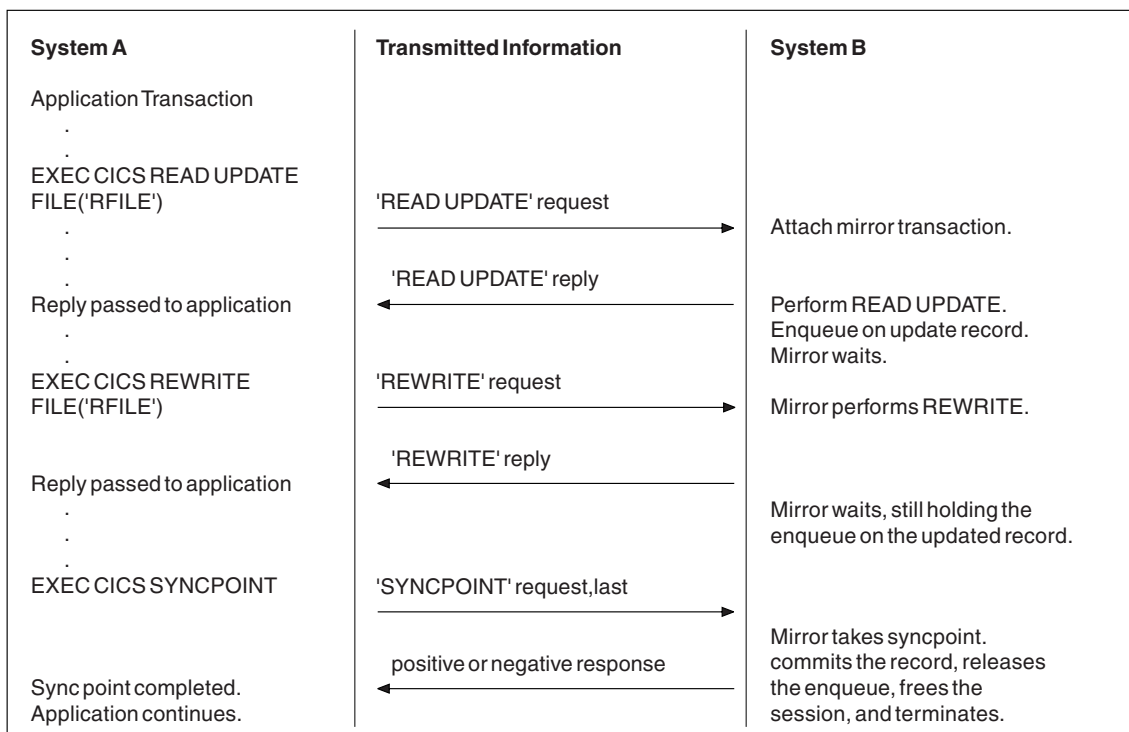 System A
Transmitted Information
System B
Application Transaction
.
.
EXEC CICS READ UPDATE
FILE('RFILE')
'READ UPDATE' request
.
Attach mirror transaction.
.
.
'READ UPDATE' reply
Reply passed to application
Perform READ UPDATE.
.
Enqueue on update record.
.
Mirror waits.
EXEC CICS REWRITE
'REWRITE' request
FILE('RFILE')
Mirror performs REWRITE.
'REWRITE' reply
Reply passed to application
.
Mirror waits, still holding the
.
enqueue on the updated record.
.
EXEC CICS SYNCPOINT
'SYNCPOINT' request,last
Mirror takes syncpoint.
positive or negative response
commits the record, releases
Sync point completed.
the enqueue, frees the
Application continues.
session, and terminates.